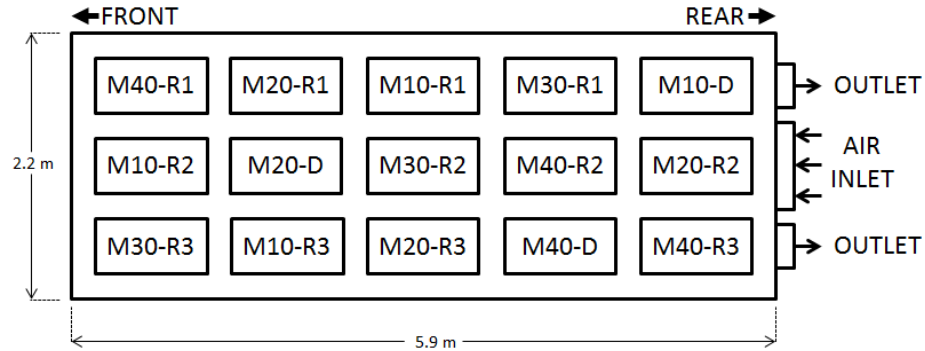 FRONT
REAR
M40-R1 M20-R1 M10-R1 M30-R1 M10-D OUTLET
2.2 m
M10-R2 M20-D M30-R2 M40-R2 M20-R2 AIR
INLET
M30-R3 M10-R3 M20-R3 M40-D M40-R3 OUTLET
5.9 m